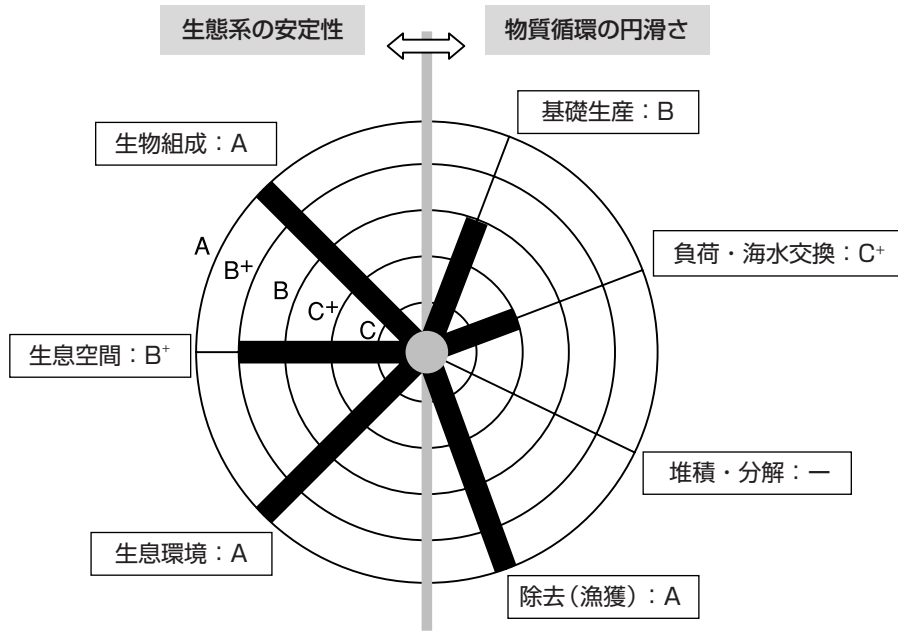 生態系の安定性
物質循環の円滑さ
基礎生産：B
生物組成：A
負荷・海水交換：C⁺
A
B⁺
B
C⁺
C
生息空間：B⁺
堆積・分解：ー
生息環境：A
除去（漁獲）：A